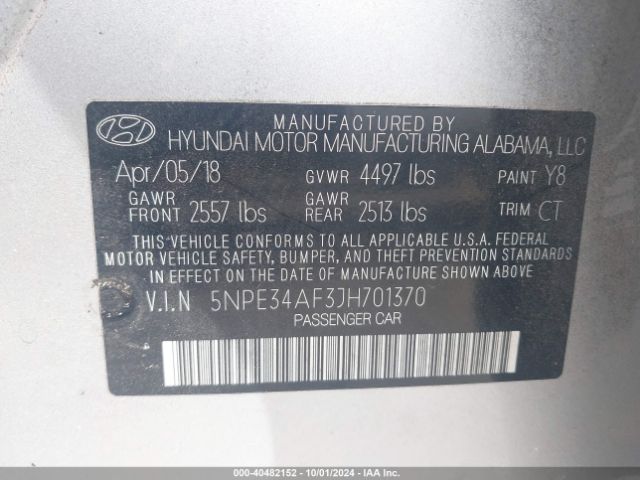 MANUFACTURED BY
HYUNDAI MOTOR MANUFACTURING ALABAMA, LLC
Apr/05/18 GVWR 4497 lbs PAINT Y8
GAWR FRONT 2557 lbs GAWR REAR 2513 lbs TRIM CT
THIS VEHICLE CONFORMS TO ALL APPLICABLE U.S.A. FEDERAL
MOTOR VEHICLE SAFETY, BUMPER, AND THEFT PREVENTION STANDARDS
IN EFFECT ON THE DATE OF MANUFACTURE SHOWN ABOVE.
V.I.N 5NPE34AF3JH701370
PASSENGER CAR
000-40482152 - 10/01/2024 - IAAI.COM